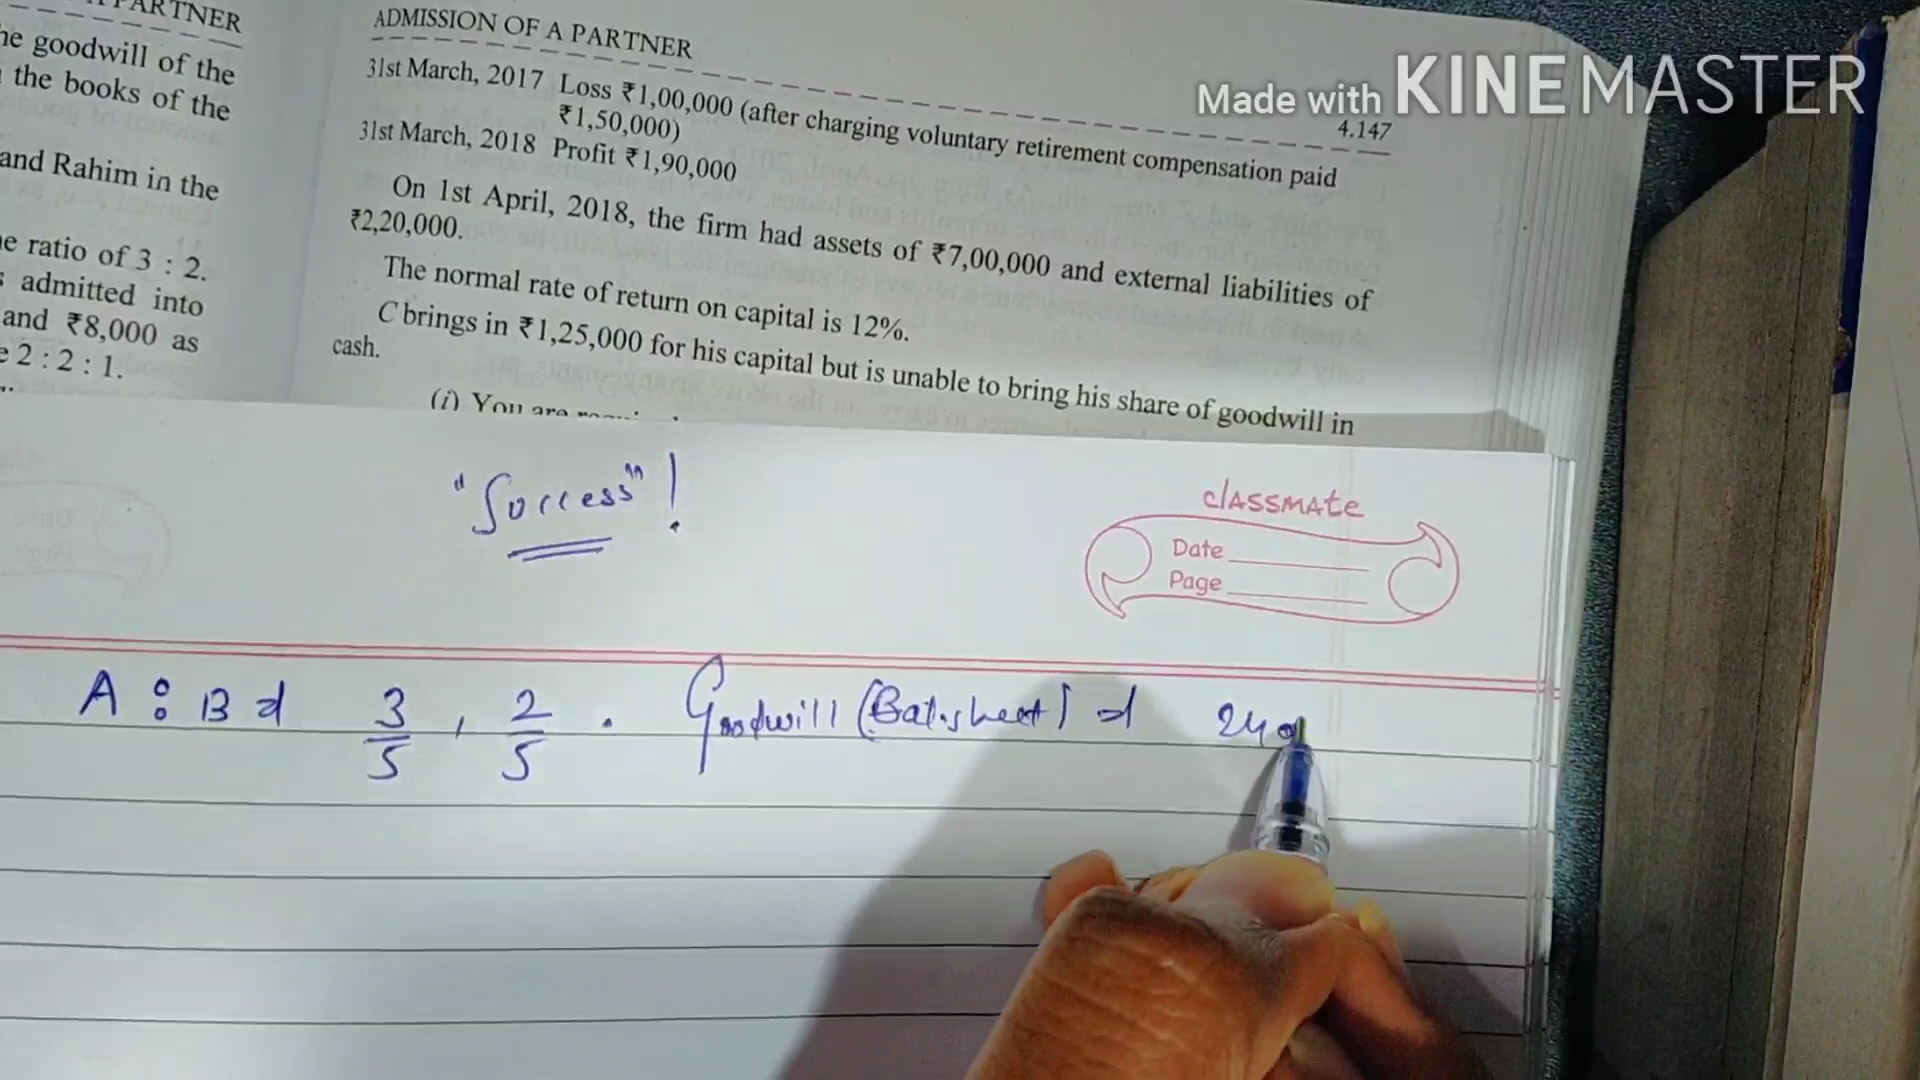 PARTNER
he goodwill of the
the books of the
and Rahim in the
e ratio of 3 : 2.
s admitted into
and ₹8,000 as
e 2 : 2 : 1.
ADMISSION OF A PARTNER
4.147
31st March, 2017 Loss ₹1,00,000 (after charging voluntary retirement compensation paid
₹1,50,000)
31st March, 2018 Profit ₹1,90,000
On 1st April, 2018, the firm had assets of ₹7,00,000 and external liabilities of
₹2,20,000.
The normal rate of return on capital is 12%.
C brings in ₹1,25,000 for his capital but is unable to bring his share of goodwill in
cash.
(i) You are
Made with KINEMASTER
"Success"!
classmate
Date
Page
A : B 3/5 , 2/5 . Goodwill (Bal.sheet) 240